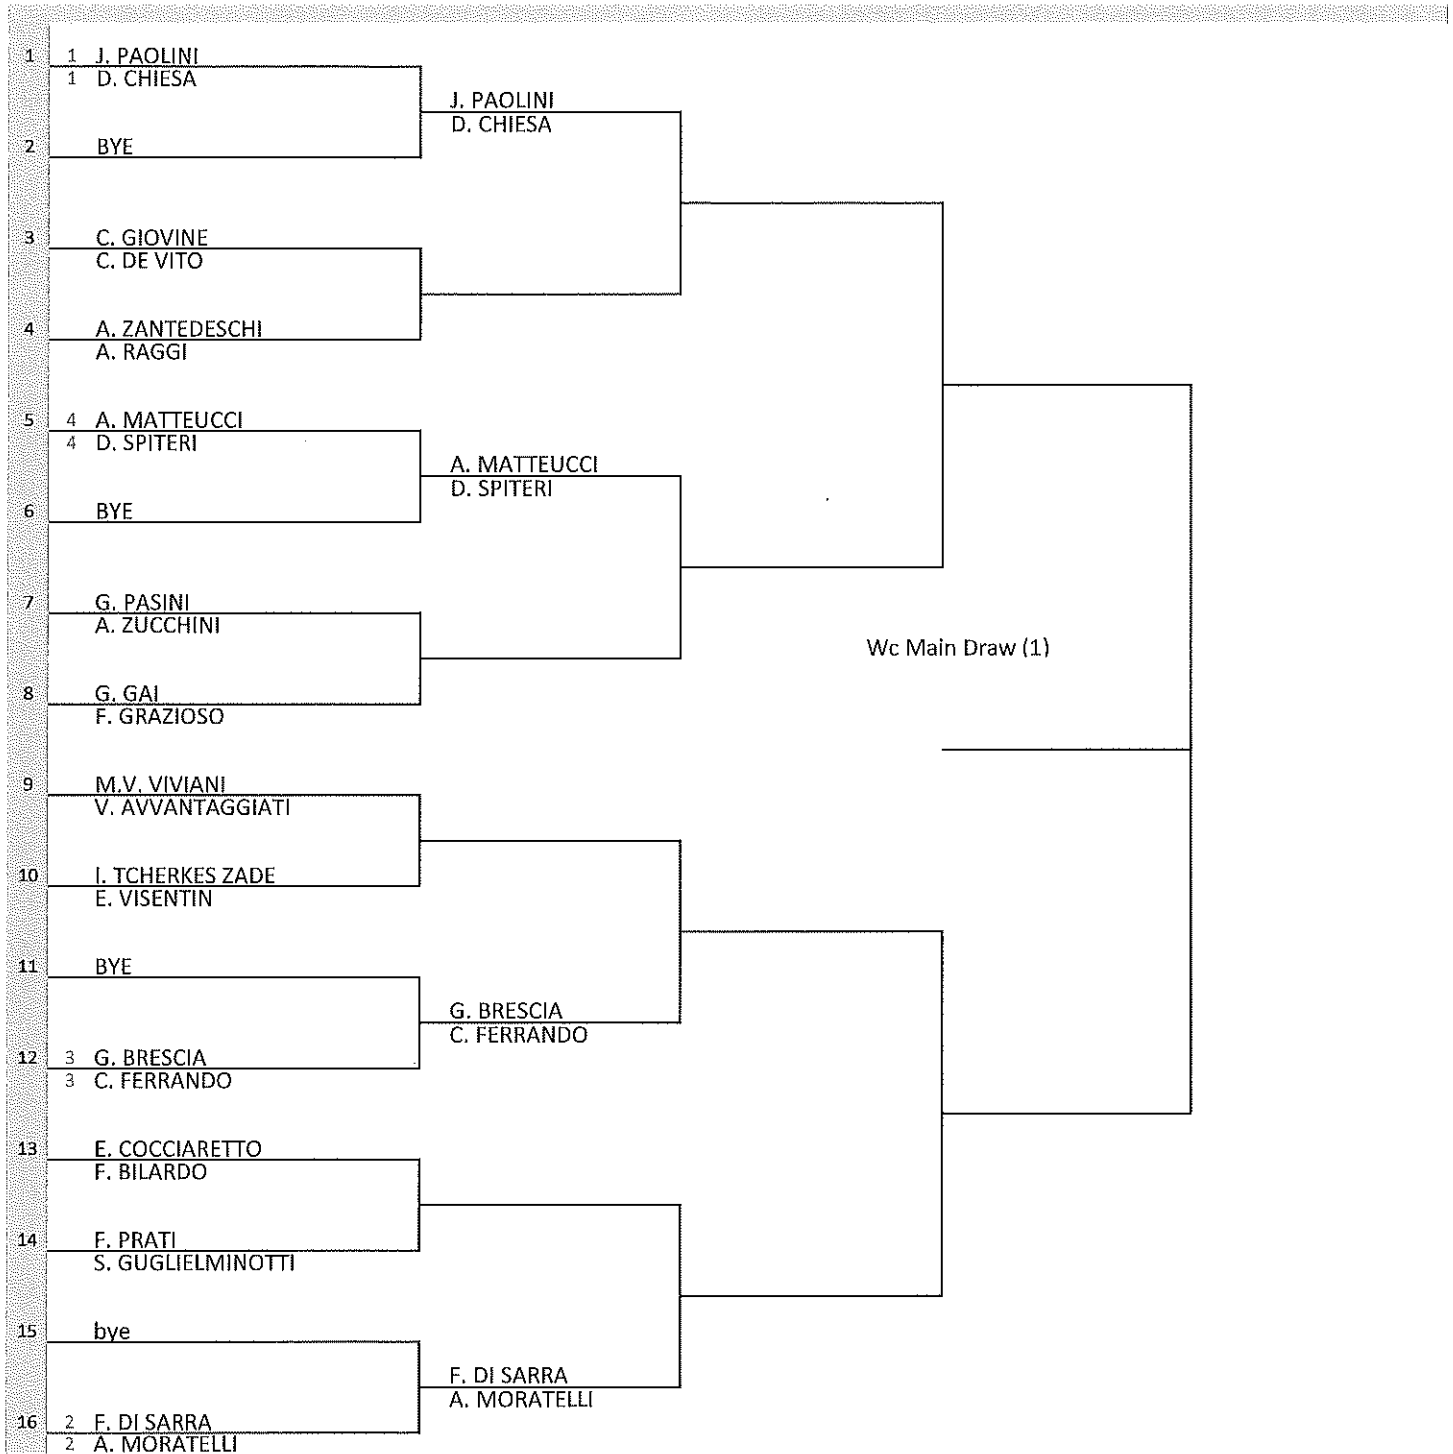 1 1 J. PAOLINI
1 D. CHIESA
J. PAOLINI
D. CHIESA
2 BYE
3 C. GIOVINE
C. DE VITO
4 A. ZANTEDESCHI
A. RAGGI
5 4 A. MATTEUCCI
4 D. SPITERI
A. MATTEUCCI
D. SPITERI
6 BYE
7 G. PASINI
A. ZUCCHINI
Wc Main Draw (1)
8 G. GAI
F. GRAZIOSO
9 M.V. VIVIANI
V. AVVANTAGGIATI
10 I. TCHERKES ZADE
E. VISENTIN
11 BYE
G. BRESCIA
C. FERRANDO
12 3 G. BRESCIA
3 C. FERRANDO
13 E. COCCIARETTO
F. BILARDO
14 F. PRATI
S. GUGLIELMINOTTI
15 bye
F. DI SARRA
A. MORATELLI
16 2 F. DI SARRA
2 A. MORATELLI